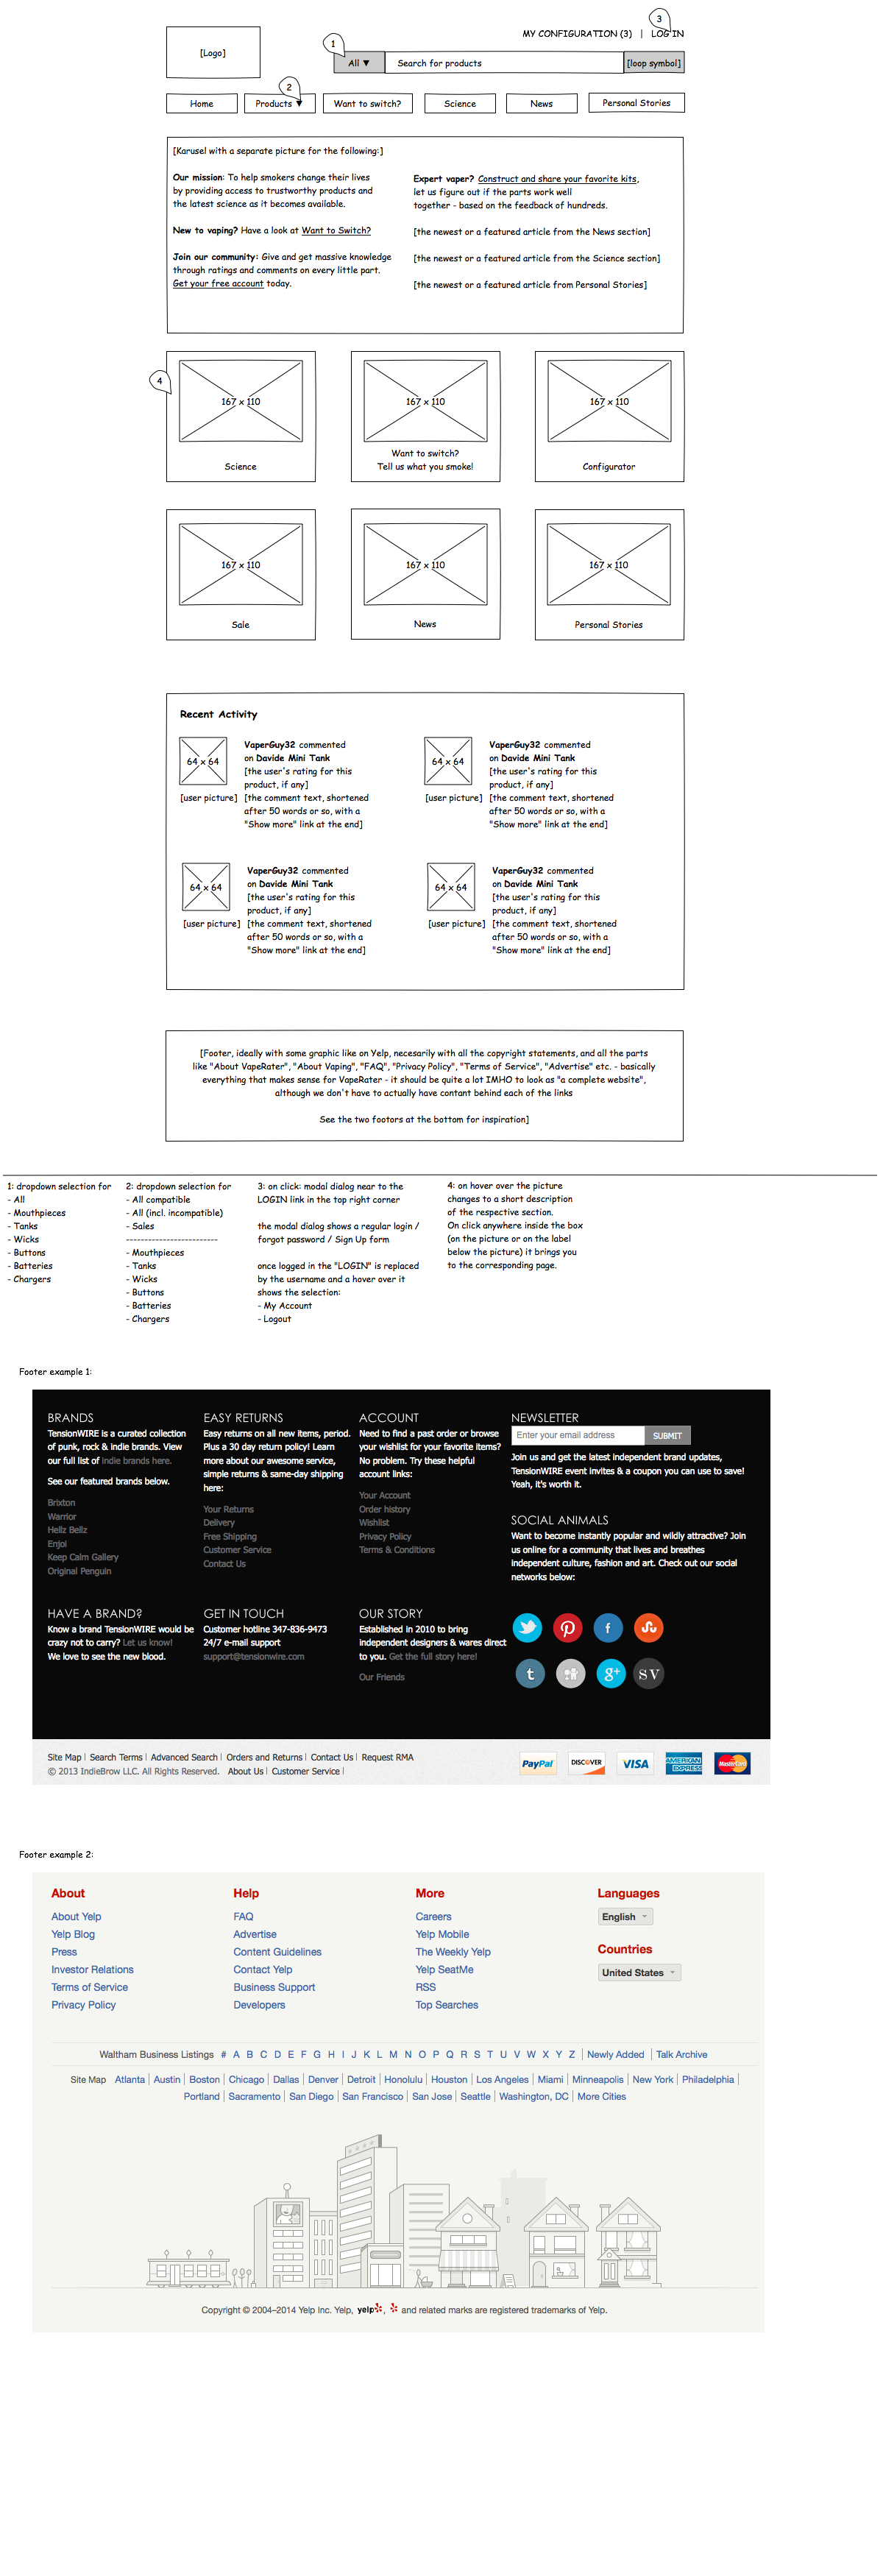 3
MY CONFIGURATION (3) | LOG IN
[Logo]
1
All ▼ Search for products [loop symbol]
2
Home Products ▼ Want to switch? Science News Personal Stories
[Karusel with a separate picture for the following:]
Our mission: To help smokers change their lives
by providing access to trustworthy products and
the latest science as it becomes available.
New to vaping? Have a look at Want to Switch?
Join our community: Give and get massive knowledge
through ratings and comments on every little part.
Get your free account today.
Expert vaper? Construct and share your favorite kits,
let us figure out if the parts work well
together - based on the feedback of hundreds.
[the newest or a featured article from the News section]
[the newest or a featured article from the Science section]
[the newest or a featured article from Personal Stories]
4
167 x 110
Science
167 x 110
Want to switch?
Tell us what you smoke!
167 x 110
Configurator
167 x 110
Sale
167 x 110
News
167 x 110
Personal Stories
Recent Activity
64 x 64
[user picture]
VaperGuy32 commented
on Davide Mini Tank
[the user's rating for this
product, if any]
[the comment text, shortened
after 50 words or so, with a
"Show more" link at the end]
64 x 64
[user picture]
VaperGuy32 commented
on Davide Mini Tank
[the user's rating for this
product, if any]
[the comment text, shortened
after 50 words or so, with a
"Show more" link at the end]
64 x 64
[user picture]
VaperGuy32 commented
on Davide Mini Tank
[the user's rating for this
product, if any]
[the comment text, shortened
after 50 words or so, with a
"Show more" link at the end]
64 x 64
[user picture]
VaperGuy32 commented
on Davide Mini Tank
[the user's rating for this
product, if any]
[the comment text, shortened
after 50 words or so, with a
"Show more" link at the end]
[Footer, ideally with some graphic like on Yelp, necesarily with all the copyright statements, and all the parts
like "About VapeRater", "About Vaping", "FAQ", "Privacy Policy", "Terms of Service", "Advertise" etc. - basically
everything that makes sense for VapeRater - it should be quite a lot IMHO to look as "a complete website",
although we don't have to actually have contant behind each of the links
See the two footors at the bottom for inspiration]
1: dropdown selection for
- All
- Mouthpieces
- Tanks
- Wicks
- Buttons
- Batteries
- Chargers
2: dropdown selection for
- All compatible
- All (incl. incompatible)
- Sales
-------------------------
- Mouthpieces
- Tanks
- Wicks
- Buttons
- Batteries
- Chargers
3: on click: modal dialog near to the
LOGIN link in the top right corner
the modal dialog shows a regular login /
forgot password / Sign Up form
once logged in the "LOGIN" is replaced
by the username and a hover over it
shows the selection:
- My Account
- Logout
4: on hover over the picture
changes to a short description
of the respective section.
On click anywhere inside the box
(on the picture or on the label
below the picture) it brings you
to the corresponding page.
Footer example 1:
BRANDS
TensionWIRE is a curated collection
of punk, rock & indie brands. View
our full list of indie brands here.
See our featured brands below.
Brixton
Warrior
Hellz Bellz
Enjoi
Keep Calm Gallery
Original Penguin
EASY RETURNS
Easy returns on all new items, period.
Plus a 30 day return policy! Learn
more about our awesome service,
simple returns & same-day shipping
here:
Your Returns
Delivery
Free Shipping
Customer Service
Contact Us
ACCOUNT
Need to find a past order or browse
your wishlist for your favorite items?
No problem. Try these helpful
account links:
Your Account
Order history
Wishlist
Privacy Policy
Terms & Conditions
NEWSLETTER
Enter your email address SUBMIT
Join us and get the latest independent brand updates,
TensionWIRE event invites & a coupon you can use to save!
Yeah, it's worth it.
SOCIAL ANIMALS
Want to become instantly popular and wildly attractive? Join
us online for a community that lives and breathes
independent culture, fashion and art. Check out our social
networks below:
HAVE A BRAND?
Know a brand TensionWIRE would be
crazy not to carry? Let us know!
We love to see the new blood.
GET IN TOUCH
Customer hotline 347-836-9473
24/7 e-mail support
support@tensionwire.com
OUR STORY
Established in 2010 to bring
independent designers & wares direct
to you. Get the full story here!
Our Friends
f
t g+ SV
Site Map | Search Terms | Advanced Search | Orders and Returns | Contact Us | Request RMA
© 2013 IndieBrow LLC. All Rights Reserved. About Us | Customer Service |
PayPal DISCOVER VISA AMERICAN EXPRESS MasterCard
Footer example 2:
About
About Yelp
Yelp Blog
Press
Investor Relations
Terms of Service
Privacy Policy
Help
FAQ
Advertise
Content Guidelines
Contact Yelp
Business Support
Developers
More
Careers
Yelp Mobile
The Weekly Yelp
Yelp SeatMe
RSS
Top Searches
Languages
English
Countries
United States
Waltham Business Listings # A B C D E F G H I J K L M N O P Q R S T U V W X Y Z | Newly Added | Talk Archive
Site Map Atlanta | Austin | Boston | Chicago | Dallas | Denver | Detroit | Honolulu | Houston | Los Angeles | Miami | Minneapolis | New York | Philadelphia |
Portland | Sacramento | San Diego | San Francisco | San Jose | Seattle | Washington, DC | More Cities
Copyright © 2004–2014 Yelp Inc. Yelp, yelp, and related marks are registered trademarks of Yelp.